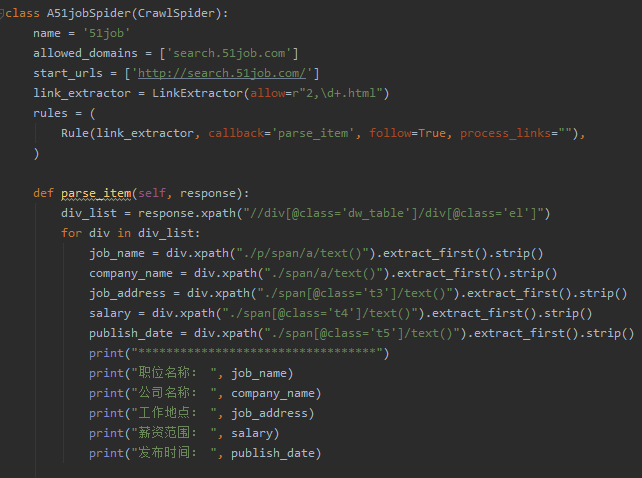 class A51jobSpider(CrawlSpider):
    name = '51job'
    allowed_domains = ['search.51job.com']
    start_urls = ['http://search.51job.com/']
    link_extractor = LinkExtractor(allow=r"2,\d+.html")
    rules = (
        Rule(link_extractor, callback='parse_item', follow=True, process_links=""),
    )
    def parse_item(self, response):
        div_list = response.xpath("//div[@class='dw_table']/div[@class='el']")
        for div in div_list:
            job_name = div.xpath("./p/span/a/text()").extract_first().strip()
            company_name = div.xpath("./span/a/text()").extract_first().strip()
            job_address = div.xpath("./span[@class='t3']/text()").extract_first().strip()
            salary = div.xpath("./span[@class='t4']/text()").extract_first().strip()
            publish_date = div.xpath("./span[@class='t5']/text()").extract_first().strip()
            print("**********************************")
            print("职位名称： ", job_name)
            print("公司名称： ", company_name)
            print("工作地点： ", job_address)
            print("薪资范围： ", salary)
            print("发布时间： ", publish_date)